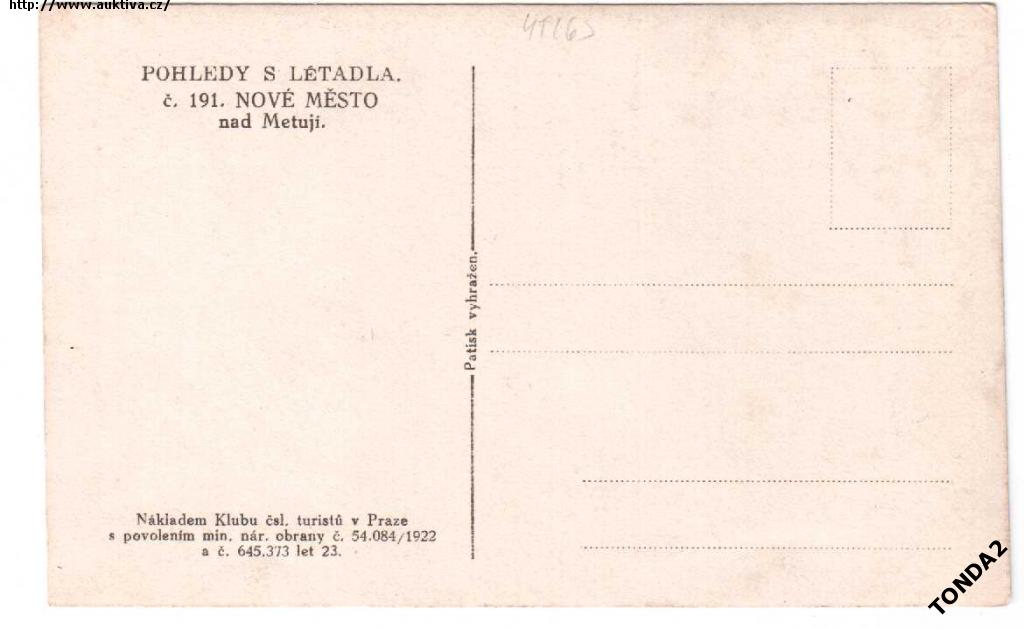 http://www.auktiva.cz/
POHLEDY S LÉTADLA.
č. 191. NOVÉ MĚSTO
nad Metují.
Patisk vyhražen.
Nákladem Klubu čsl. turistů v Praze
s povolením min. nár. obrany č. 54.084/1922
a č. 645.373 let 23.
TONDA2